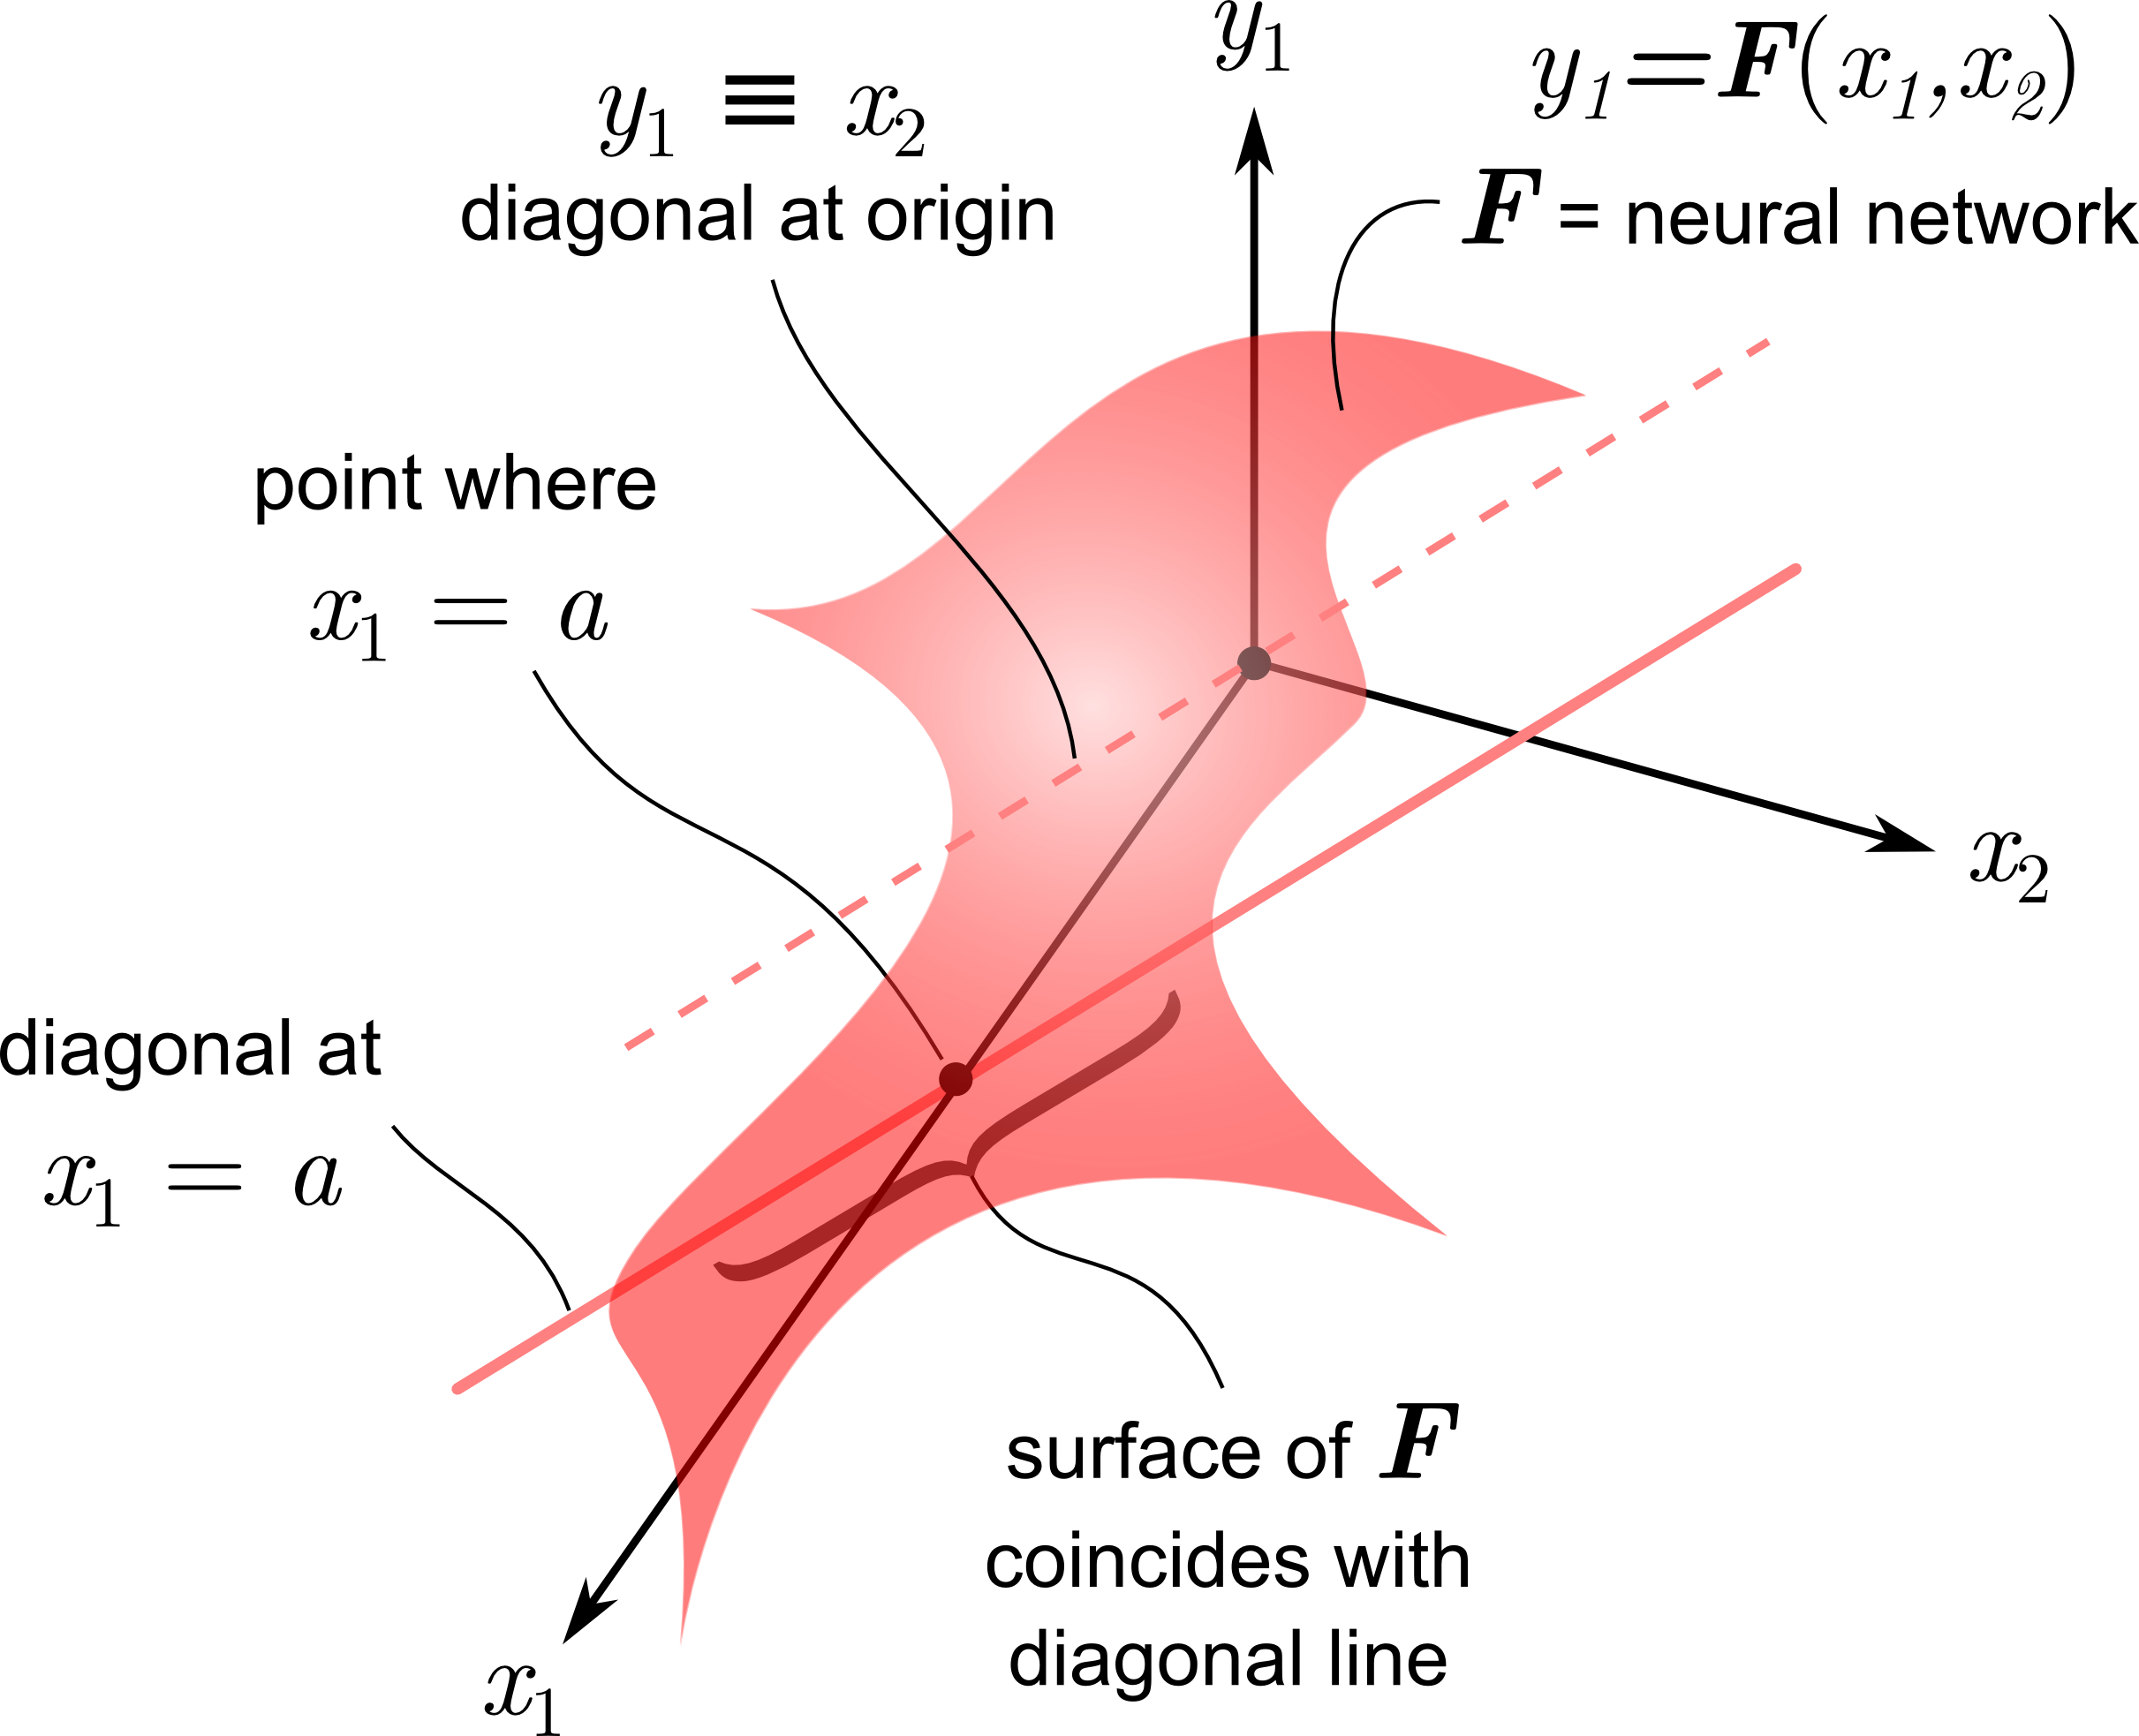 y₁
y₁=F(x₁,x₂)
y₁ ≡ x₂
diagonal at origin
F= neural network
point where
x₁ = a
x₂
diagonal at
x₁ = a
surface of F
coincides with
diagonal line
x₁